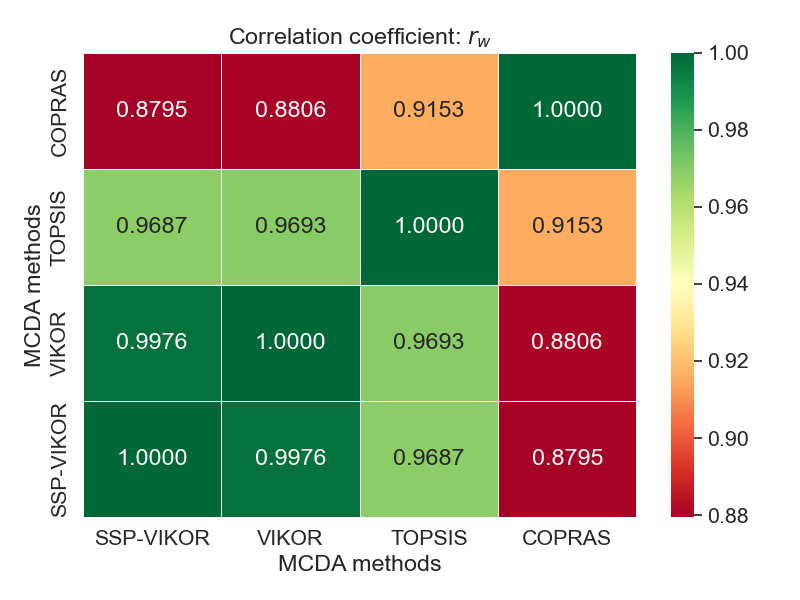 Correlation coefficient: r_w
COPRAS 0.8795 0.8806 0.9153 1.0000
TOPSIS 0.9687 0.9693 1.0000 0.9153
VIKOR 0.9976 1.0000 0.9693 0.8806
SSP-VIKOR 1.0000 0.9976 0.9687 0.8795
MCDA methods
SSP-VIKOR VIKOR TOPSIS COPRAS
MCDA methods
1.00
0.98
0.96
0.94
0.92
0.90
0.88